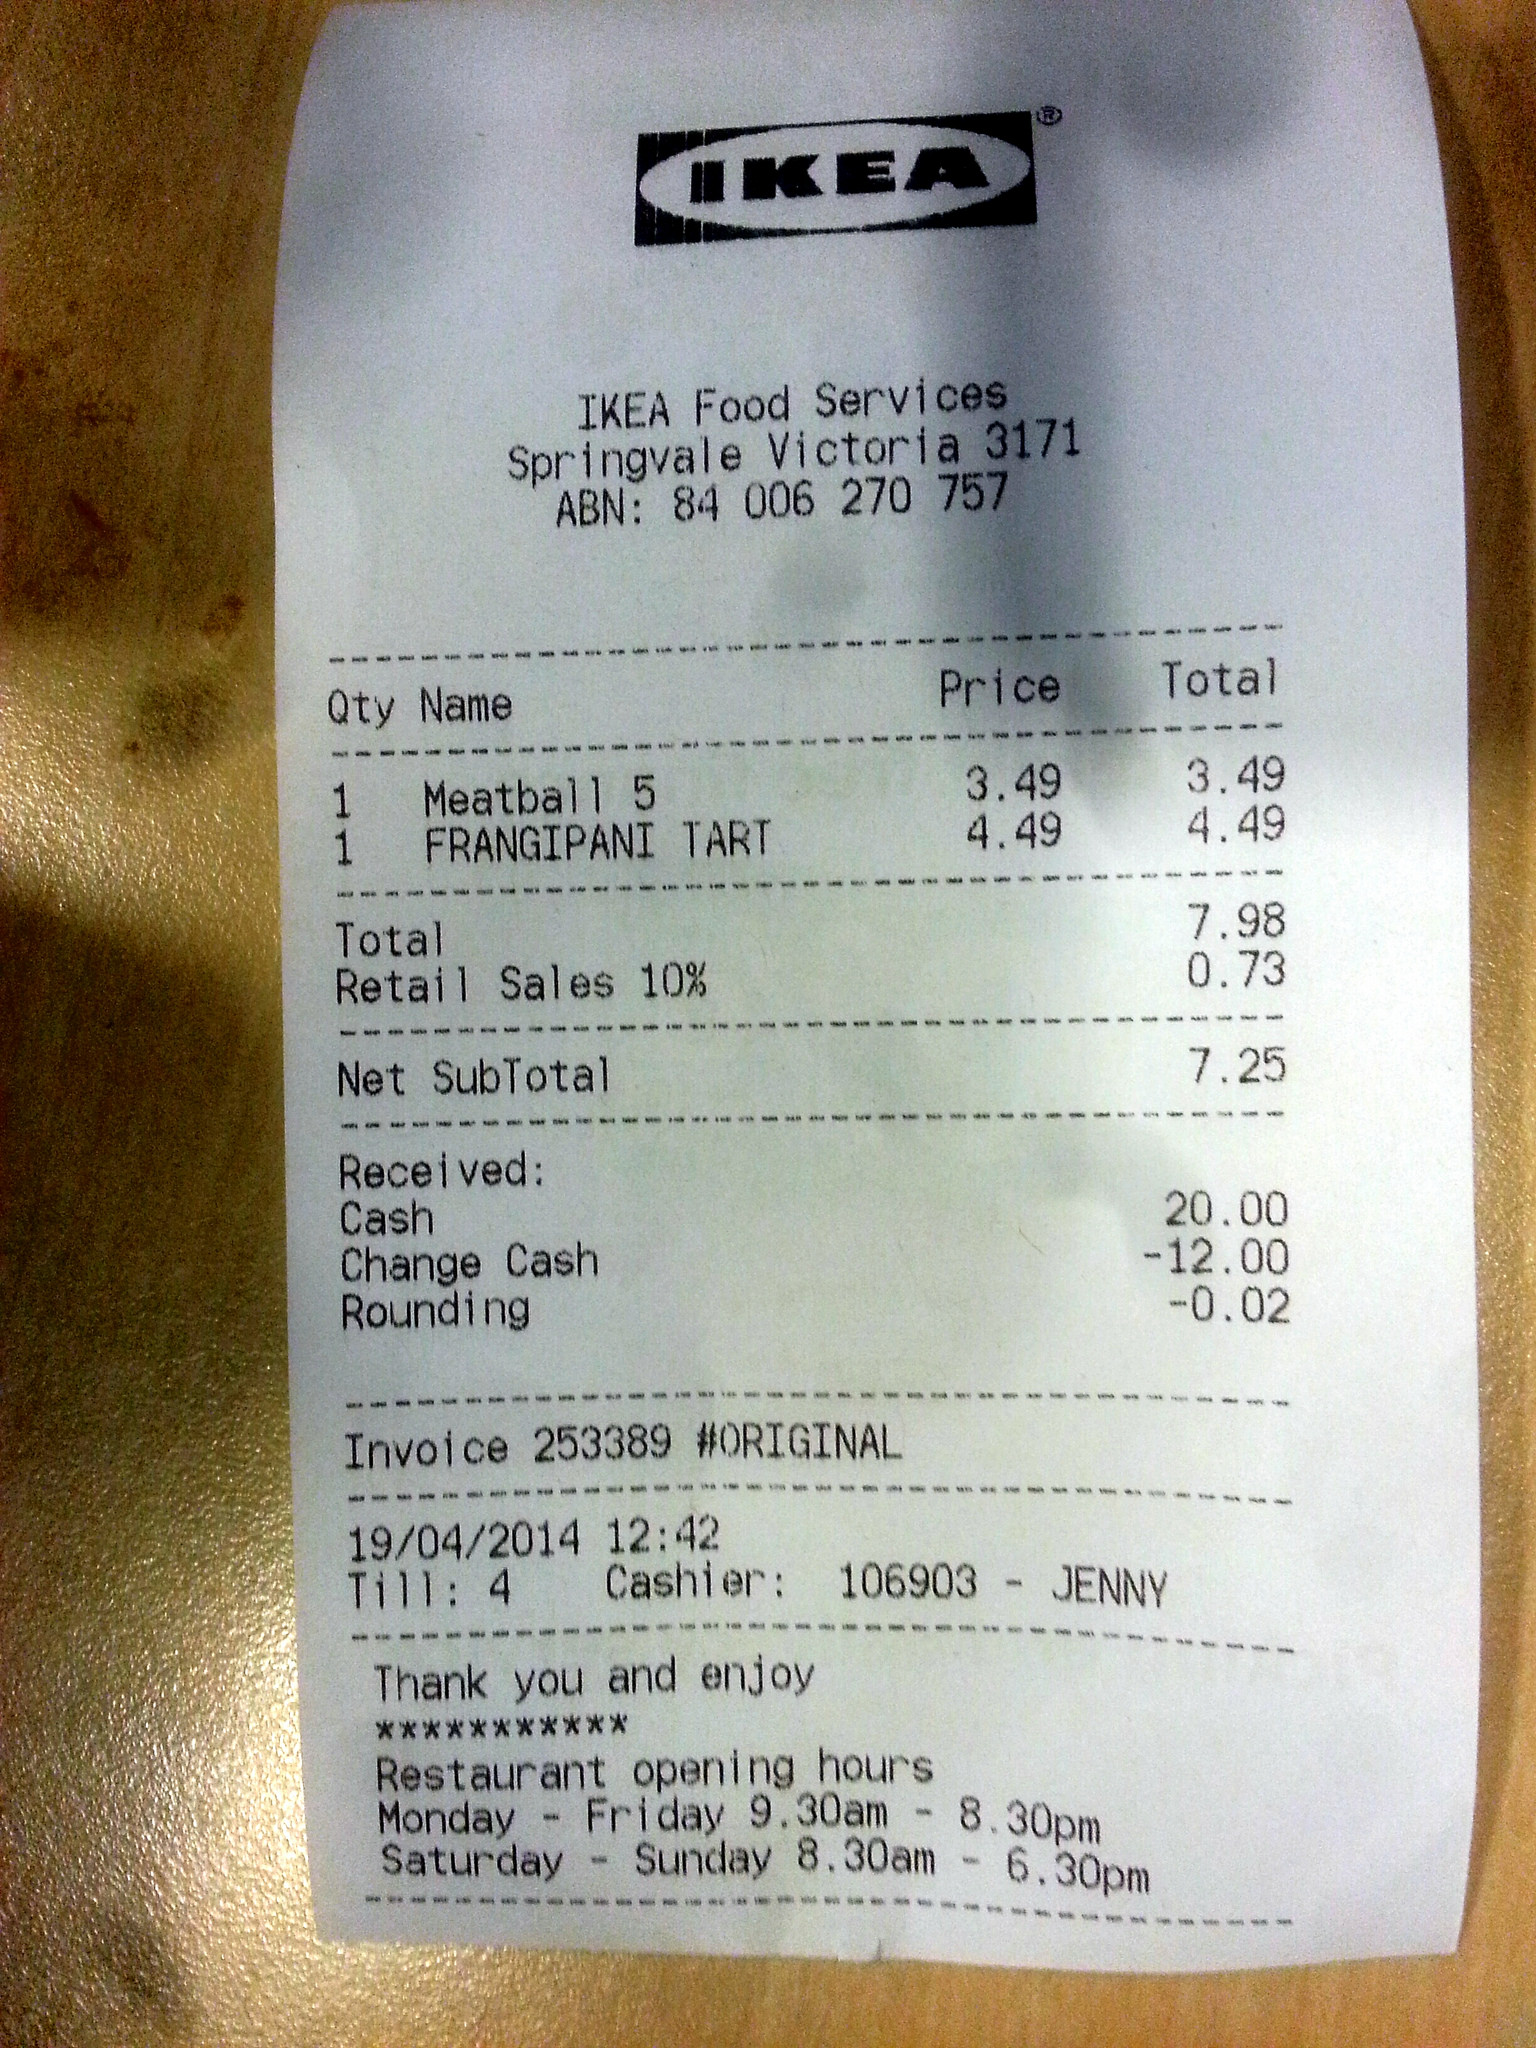 IKEA®
IKEA Food Services
Springvale Victoria 3171
ABN: 84 006 270 757
Qty Name Price Total
1 Meatball 5 3.49 3.49
1 FRANGIPANI TART 4.49 4.49
Total 7.98
Retail Sales 10% 0.73
Net SubTotal 7.25
Received:
Cash 20.00
Change Cash -12.00
Rounding -0.02
Invoice 253389 #ORIGINAL
19/04/2014 12:42
Till: 4 Cashier: 106903 - JENNY
Thank you and enjoy
***********
Restaurant opening hours
Monday - Friday 9.30am - 8.30pm
Saturday - Sunday 8.30am - 6.30pm